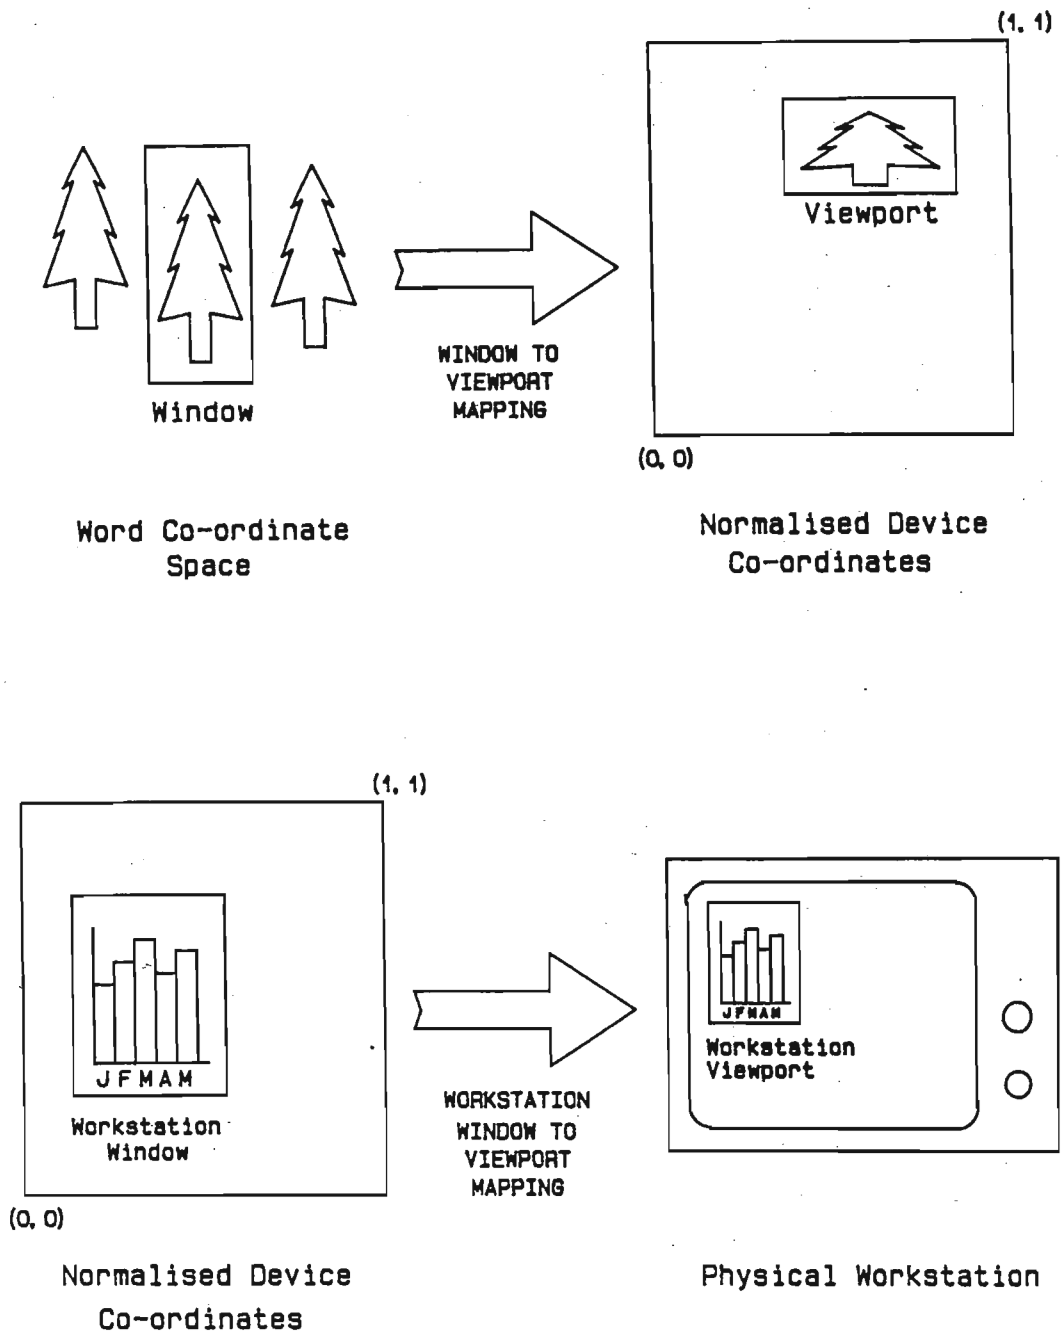 (1, 1)
Viewport
Window
WINDOW TO
VIEWPORT
MAPPING
(0, 0)
Word Co-ordinate
Space
Normalised Device
Co-ordinates
(1, 1)
J F M A M
Workstation
Window
(0, 0)
WORKSTATION
WINDOW TO
VIEWPORT
MAPPING
J F M A M
Workstation
Viewport
Normalised Device
Co-ordinates
Physical Workstation